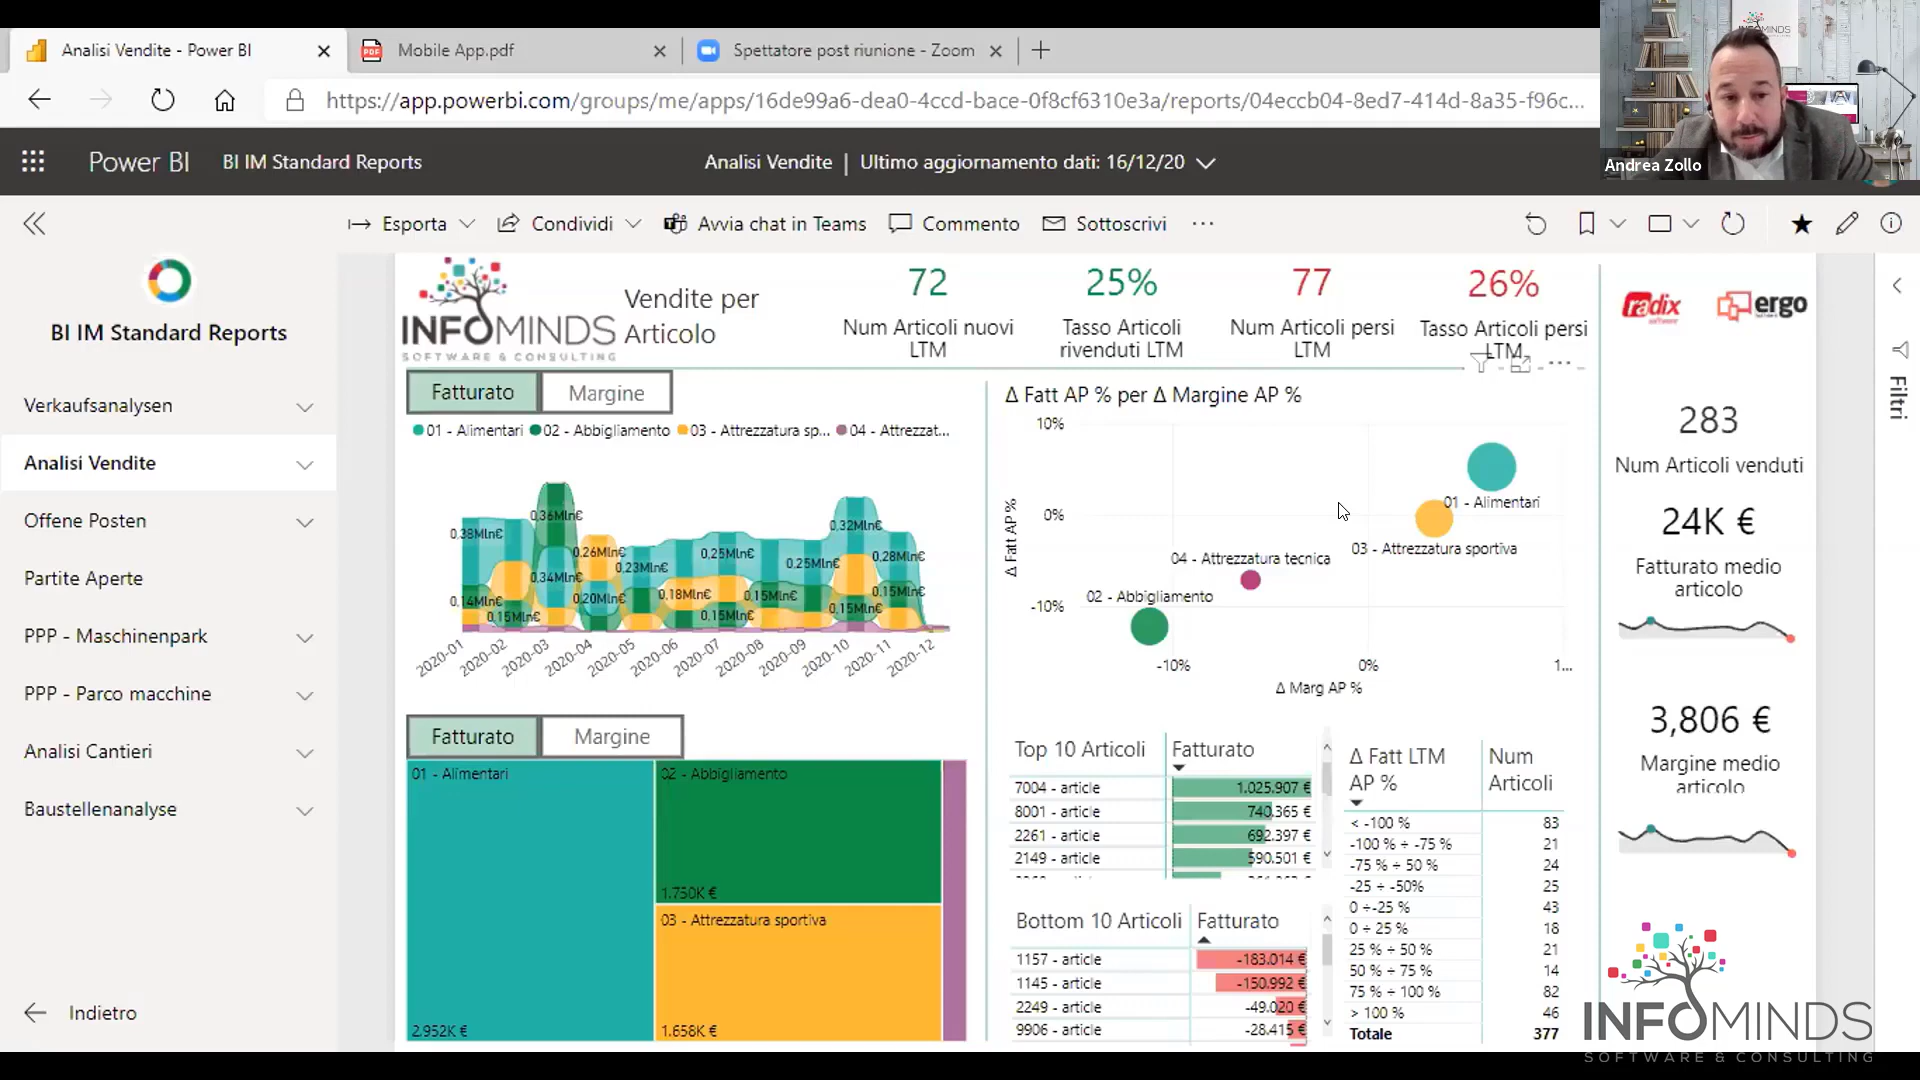 Analisi Vendite - Power BI
Mobile App.pdf
Spettatore post riunione - Zoom
https://app.powerbi.com/groups/me/apps/16de99a6-dea0-4ccd-bace-0f8cf6310e3a/reports/04eccb04-8ed7-414d-8a35-f96c...
Andrea Zollo
Power BI
BI IM Standard Reports
Analisi Vendite | Ultimo aggiornamento dati: 16/12/20
Esporta
Condividi
Avvia chat in Teams
Commento
Sottoscrivi
BI IM Standard Reports
Verkaufsanalysen
Analisi Vendite
Offene Posten
Partite Aperte
PPP - Maschinenpark
PPP - Parco macchine
Analisi Cantieri
Baustellenanalyse
Indietro
INFOMINDS
SOFTWARE & CONSULTING
Vendite per
Articolo
72
Num Articoli nuovi
LTM
25%
Tasso Articoli
rivenduti LTM
77
Num Articoli persi
LTM
26%
Tasso Articoli persi
LTM
radix
ergo
Filtri
Fatturato
Margine
01 - Alimentari
02 - Abbigliamento
03 - Attrezzatura sp...
04 - Attrezzat...
0,38Mln€
0,14Mln€
0,15Mln€
0,36Mln€
0,34Mln€
0,26Mln€
0,20Mln€
0,23Mln€
0,18Mln€
0,25Mln€
0,15Mln€
0,15Mln€
0,25Mln€
0,32Mln€
0,15Mln€
0,28Mln€
0,15Mln€
2020-01
2020-02
2020-03
2020-04
2020-05
2020-06
2020-07
2020-08
2020-09
2020-10
2020-11
2020-12
Δ Fatt AP % per Δ Margine AP %
10%
0%
-10%
Δ Fatt AP %
01 - Alimentari
03 - Attrezzatura sportiva
04 - Attrezzatura tecnica
02 - Abbigliamento
-10%
0%
1...
Δ Marg AP %
283
Num Articoli venduti
24K €
Fatturato medio
articolo
3,806 €
Margine medio
articolo
Fatturato
Margine
01 - Alimentari
2.952K €
02 - Abbigliamento
1.750K €
03 - Attrezzatura sportiva
1.658K €
Top 10 Articoli Fatturato
7004 - article 1.025.907 €
8001 - article 740.365 €
2261 - article 692.397 €
2149 - article 590.501 €
Bottom 10 Articoli Fatturato
1157 - article -183.014 €
1145 - article -150.992 €
2249 - article -49.020 €
9906 - article -28.415 €
Δ Fatt LTM
AP %
Num
Articoli
< -100 % 83
-100 % ÷ -75 % 21
-75 % ÷ 50 % 24
-25 ÷ -50% 25
0 ÷-25 % 43
0 ÷ 25 % 18
25 % ÷ 50 % 21
50 % ÷ 75 % 14
75 % ÷ 100 % 82
> 100 % 46
Totale 377
INFOMINDS
SOFTWARE & CONSULTING